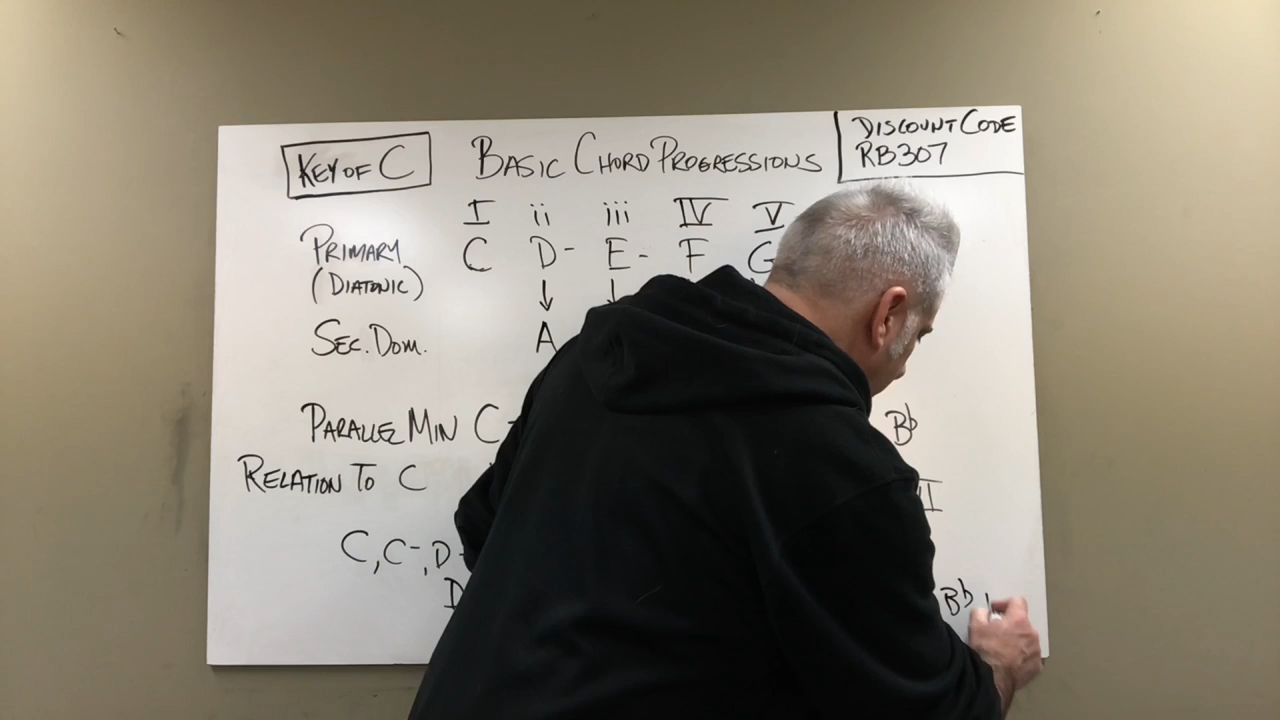 KEY OF C
BASIC CHORD PROGRESSIONS
DISCOUNT CODE
RB307
I ii iii IV V
PRIMARY C D- E- F G
(DIATONIC)
↓ ↓
SEC. DOM. A
PARALLEL MIN C- Bb
RELATION TO C
C, C-, D-
Bb